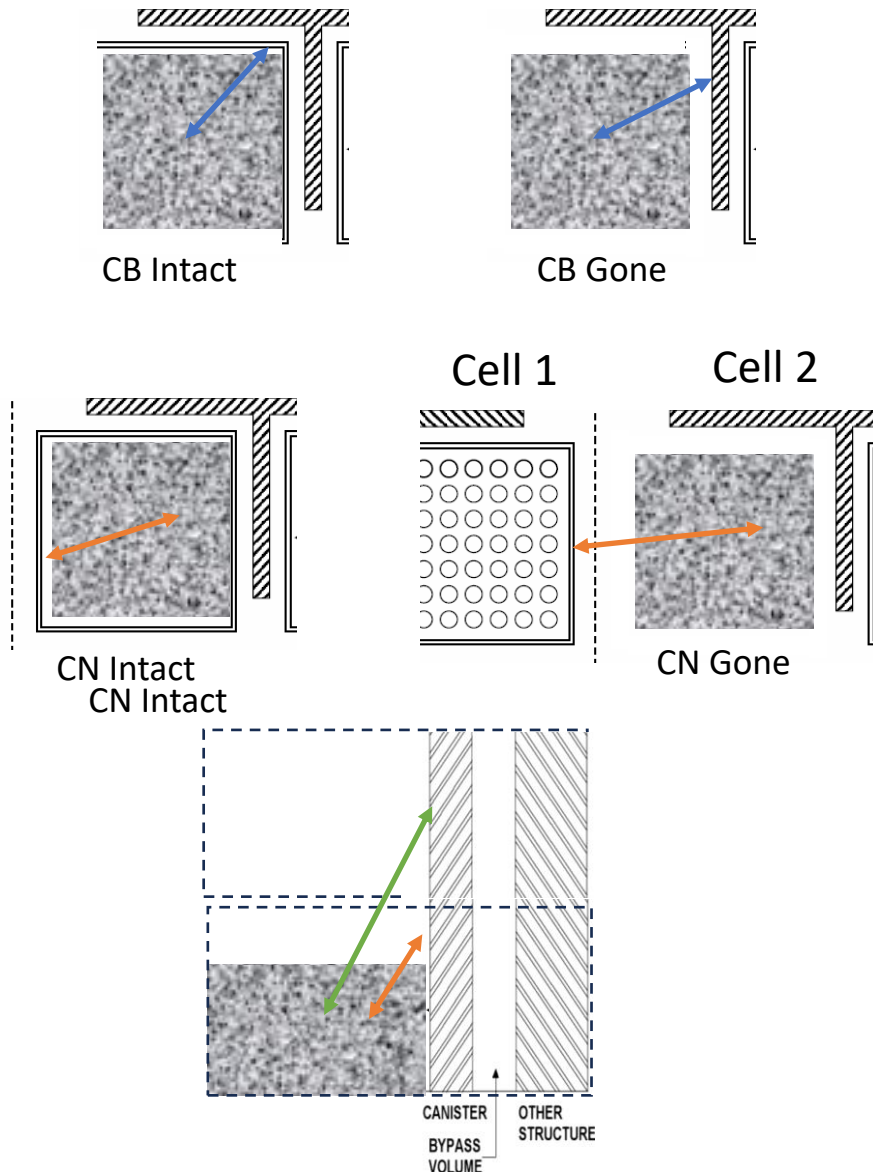 CB Intact
CB Gone
Cell 1
Cell 2
CN Intact
CN Gone
CN Intact
CANISTER
OTHER
STRUCTURE
BYPASS
VOLUME